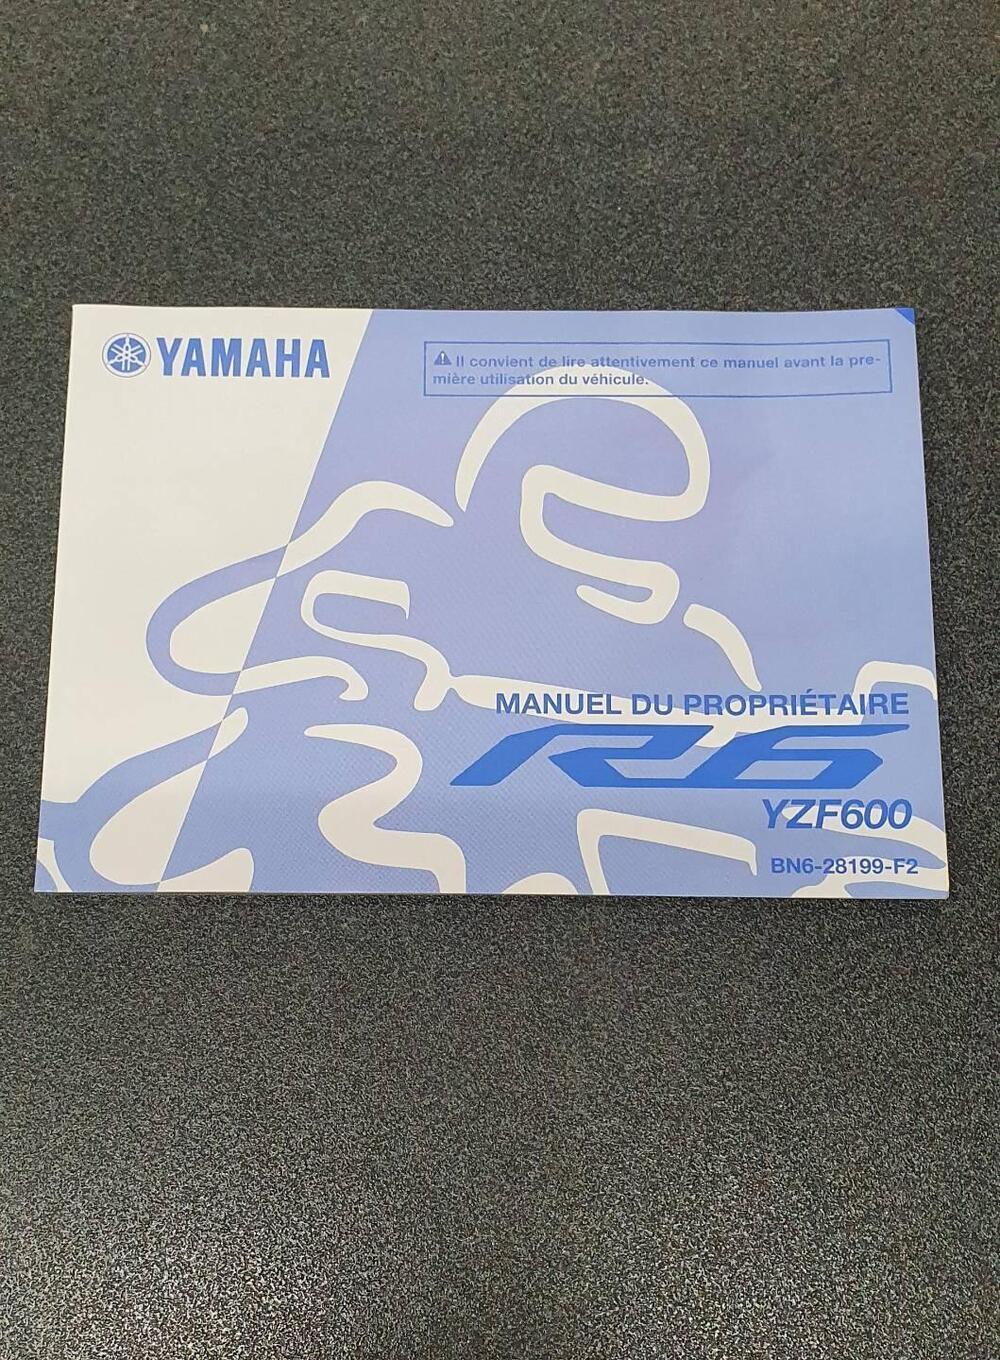 YAMAHA
⚠ Il convient de lire attentivement ce manuel avant la pre-
mière utilisation du véhicule.
MANUEL DU PROPRIÉTAIRE
R6
YZF600
BN6-28199-F2